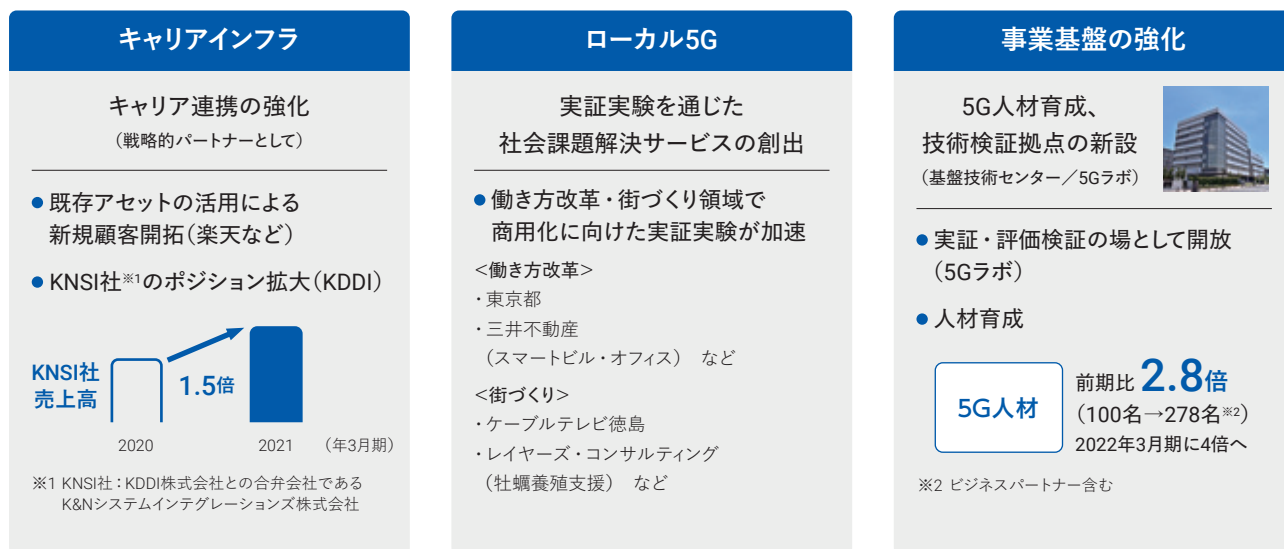 キャリアインフラ
キャリア連携の強化
（戦略的パートナーとして）
● 既存アセットの活用による
新規顧客開拓（楽天など）
● KNSI社※1のポジション拡大（KDDI）
KNSI社
売上高
1.5倍
2020
2021
（年3月期）
※1 KNSI社：KDDI株式会社との合弁会社である
K&Nシステムインテグレーションズ株式会社
ローカル5G
実証実験を通じた
社会課題解決サービスの創出
● 働き方改革・街づくり領域で
商用化に向けた実証実験が加速
<働き方改革>
・東京都
・三井不動産
（スマートビル・オフィス） など
<街づくり>
・ケーブルテレビ徳島
・レイヤーズ・コンサルティング
（牡蠣養殖支援） など
事業基盤の強化
5G人材育成、
技術検証拠点の新設
（基盤技術センター／5Gラボ）
● 実証・評価検証の場として開放
（5Gラボ）
● 人材育成
5G人材
前期比 2.8倍
（100名→278名※2）
2022年3月期に4倍へ
※2 ビジネスパートナー含む